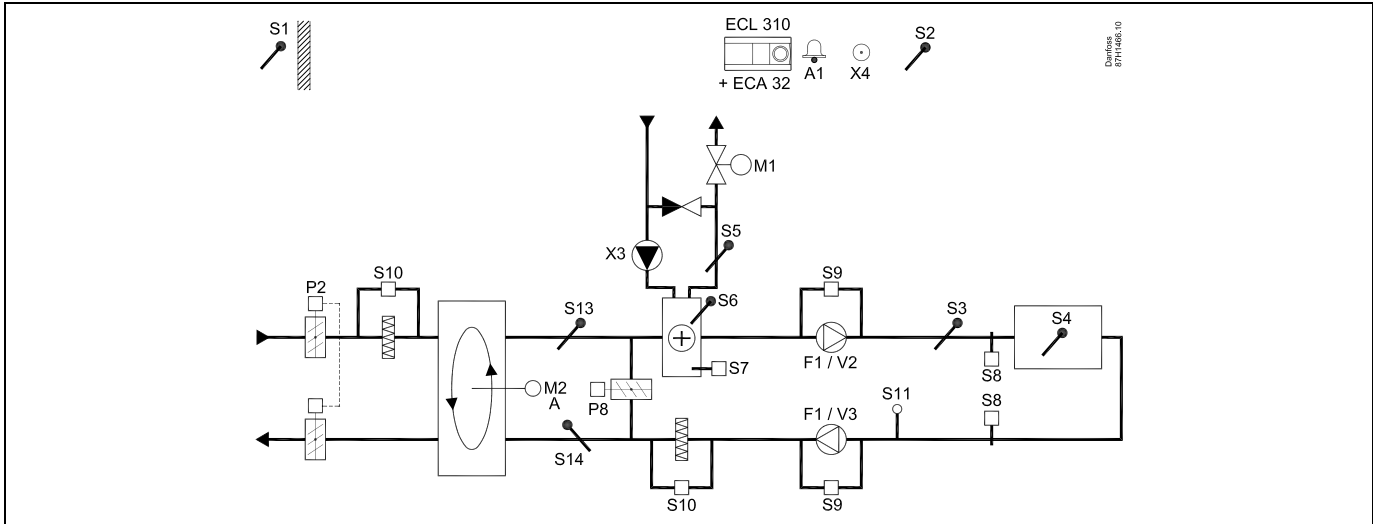 S1
ECL 310
+ ECA 32
A1
X4
S2
Danfoss
87H1466.10
M1
S5
X3
S6
S7
P2
S10
S13
M2
A
P8
S14
S10
S9
F1 / V2
S3
S4
S8
S8
S11
F1 / V3
S9